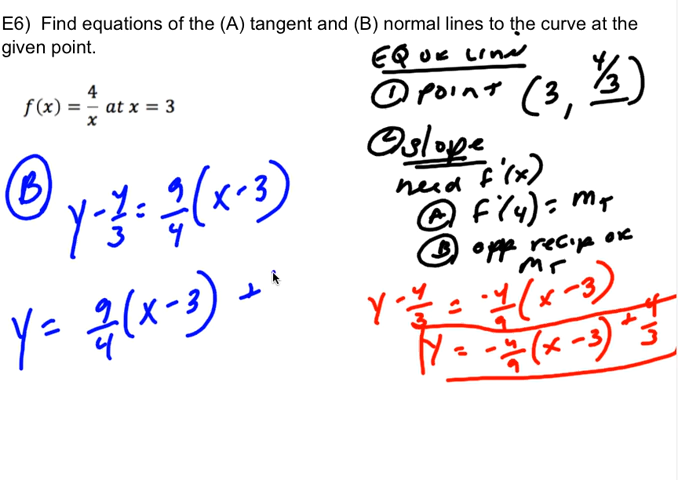 E6) Find equations of the (A) tangent and (B) normal lines to the curve at the
given point.
f(x) = 4/x at x = 3
EQ OF LINE
① POINT (3, 4/3)
② slope
need f'(x)
Ⓐ f'(4) = mT
Ⓑ opp recip OF
mT
Ⓑ y - 4/3 = 9/4 (x - 3)
y = 9/4 (x - 3) +
y - 4/3 = -4/9 (x - 3)
y = -4/9 (x - 3) + 4/3